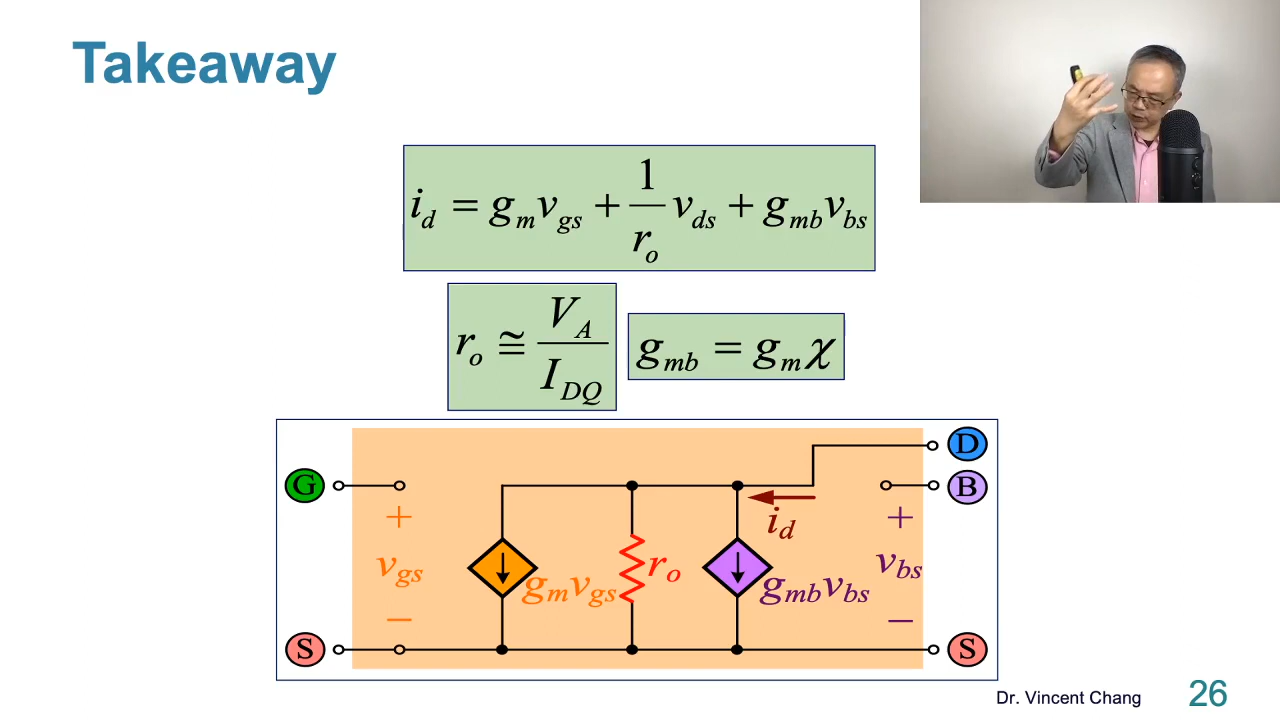 Takeaway
i_d = g_m v_gs + 1/r_o v_ds + g_mb v_bs
r_o ≅ V_A/I_DQ
g_mb = g_m χ
D
G
B
+
+
i_d
v_gs
g_m v_gs
r_o
g_mb v_bs
v_bs
−
−
S
S
Dr. Vincent Chang
26